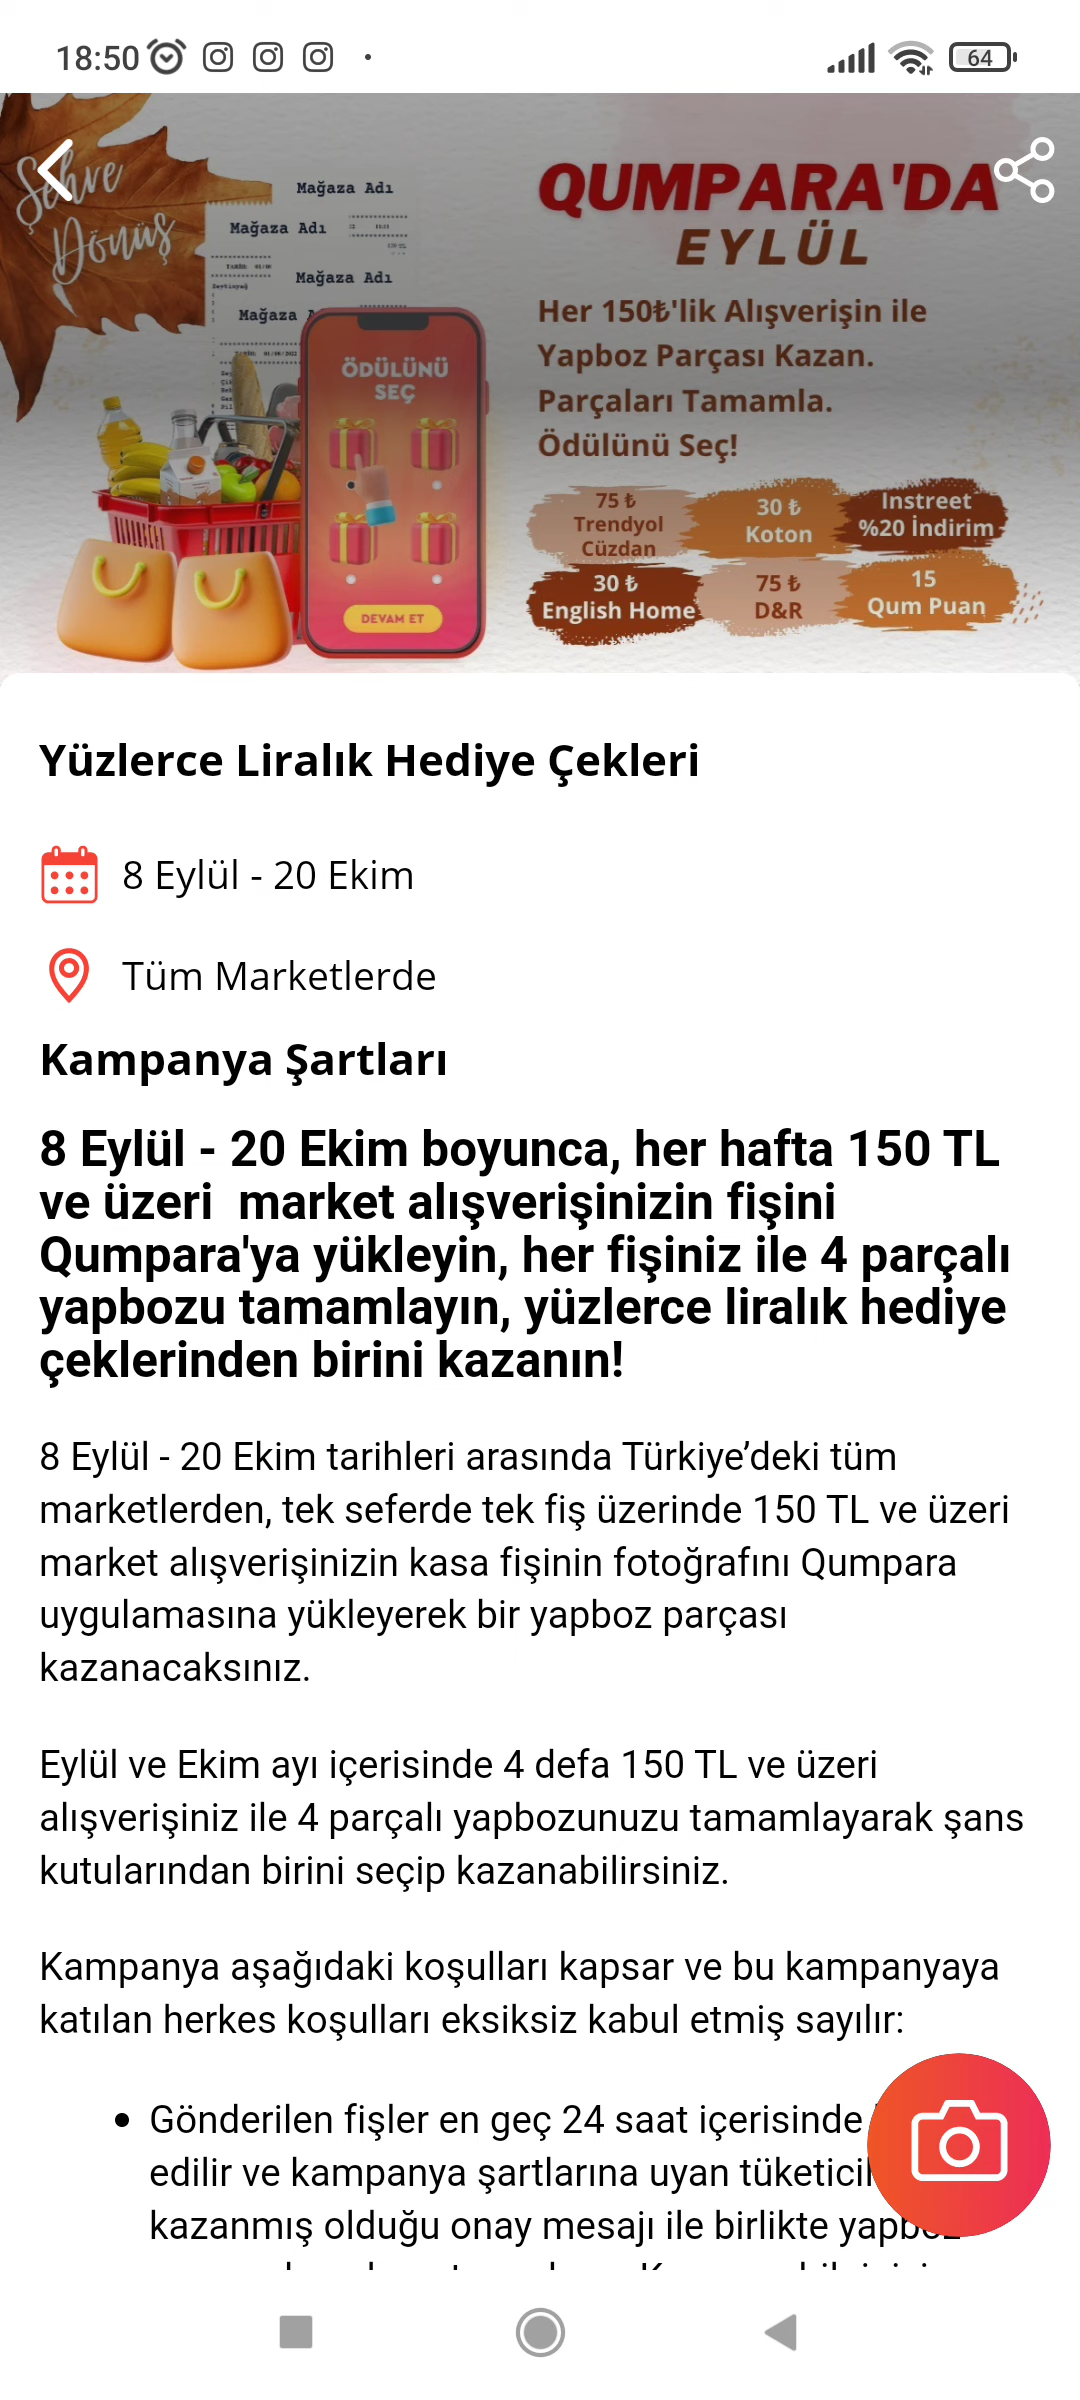 18:50
64
Şehre
Dönüş
Mağaza Adı
Mağaza Adı
Mağaza Adı
Mağaza
ÖDÜLÜNÜ
SEÇ
DEVAM ET
QUMPARA'DA
EYLÜL
Her 150₺'lik Alışverişin ile
Yapboz Parçası Kazan.
Parçaları Tamamla.
Ödülünü Seç!
75 ₺
Trendyol
Cüzdan
30 ₺
Koton
Instreet
%20 İndirim
30 ₺
English Home
75 ₺
D&R
15
Qum Puan
Yüzlerce Liralık Hediye Çekleri
8 Eylül - 20 Ekim
Tüm Marketlerde
Kampanya Şartları
8 Eylül - 20 Ekim boyunca, her hafta 150 TL
ve üzeri  market alışverişinizin fişini
Qumpara'ya yükleyin, her fişiniz ile 4 parçalı
yapbozu tamamlayın, yüzlerce liralık hediye
çeklerinden birini kazanın!
8 Eylül - 20 Ekim tarihleri arasında Türkiye’deki tüm
marketlerden, tek seferde tek fiş üzerinde 150 TL ve üzeri
market alışverişinizin kasa fişinin fotoğrafını Qumpara
uygulamasına yükleyerek bir yapboz parçası
kazanacaksınız.
Eylül ve Ekim ayı içerisinde 4 defa 150 TL ve üzeri
alışverişiniz ile 4 parçalı yapbozunuzu tamamlayarak şans
kutularından birini seçip kazanabilirsiniz.
Kampanya aşağıdaki koşulları kapsar ve bu kampanyaya
katılan herkes koşulları eksiksiz kabul etmiş sayılır:
• Gönderilen fişler en geç 24 saat içerisinde
edilir ve kampanya şartlarına uyan
kazanmış olduğu onay mesajı ile birlikte yapboz